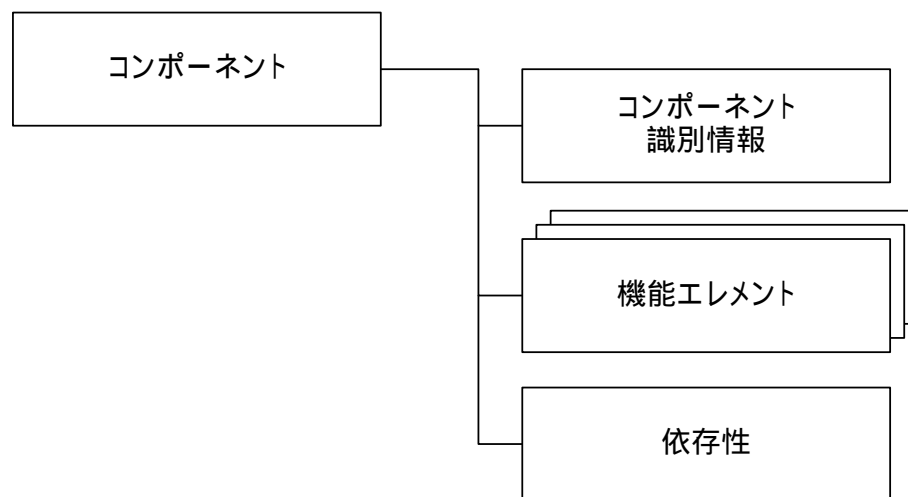 コンポーネント
コンポーネント
識別情報
機能エレメント
依存性